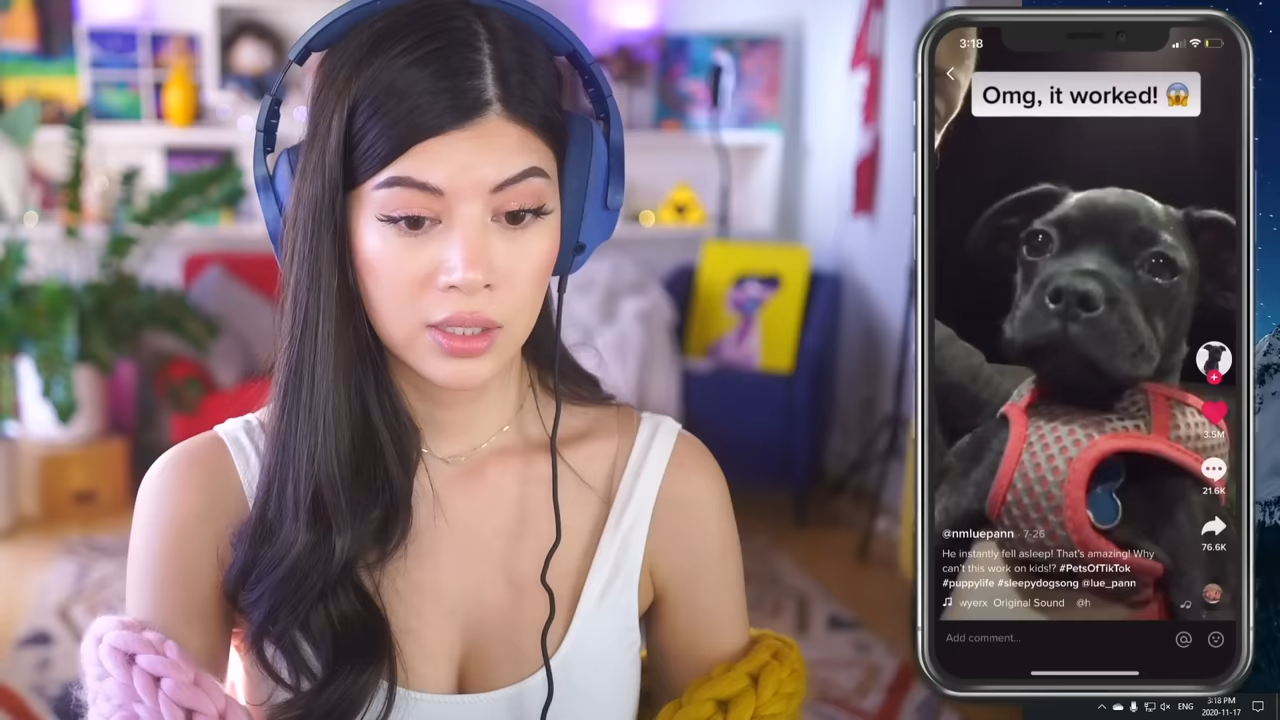 3:18
Omg, it worked! 😱
3.5M
21.6K
76.6K
@nmluepann · 7-26
He instantly fell asleep! That's amazing! Why
can't this work on kids!? #PetsOfTikTok
#puppylife #sleepydogsong @lue_pann
wyerx Original Sound @h
Add comment...
ENG
3:18 PM
2020-11-17